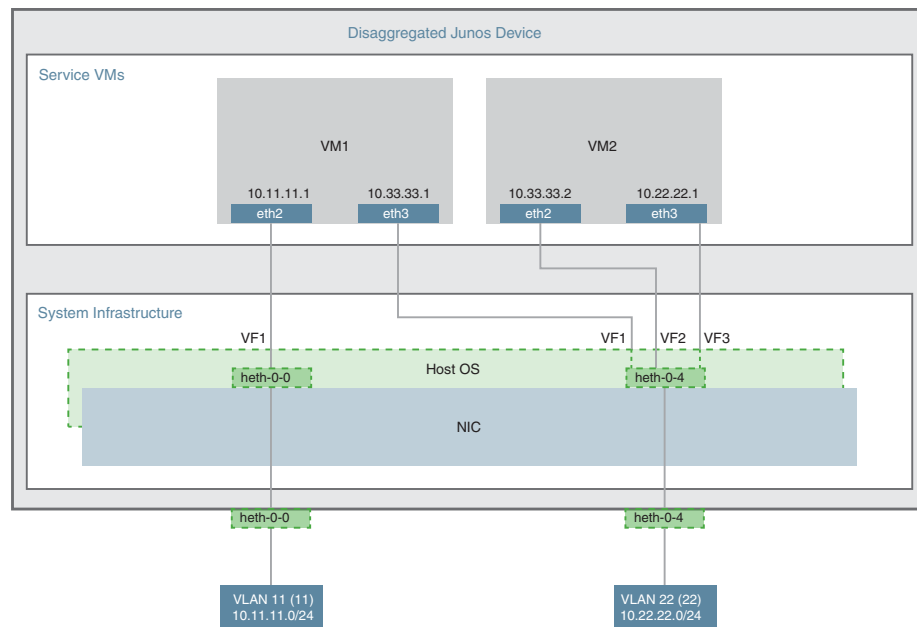 Disaggregated Junos Device
Service VMs
VM1
VM2
10.11.11.1
10.33.33.1
10.33.33.2
10.22.22.1
eth2
eth3
eth2
eth3
System Infrastructure
VF1
VF1
VF2
VF3
Host OS
heth-0-0
heth-0-4
NIC
heth-0-0
heth-0-4
VLAN 11 (11)
10.11.11.0/24
VLAN 22 (22)
10.22.22.0/24